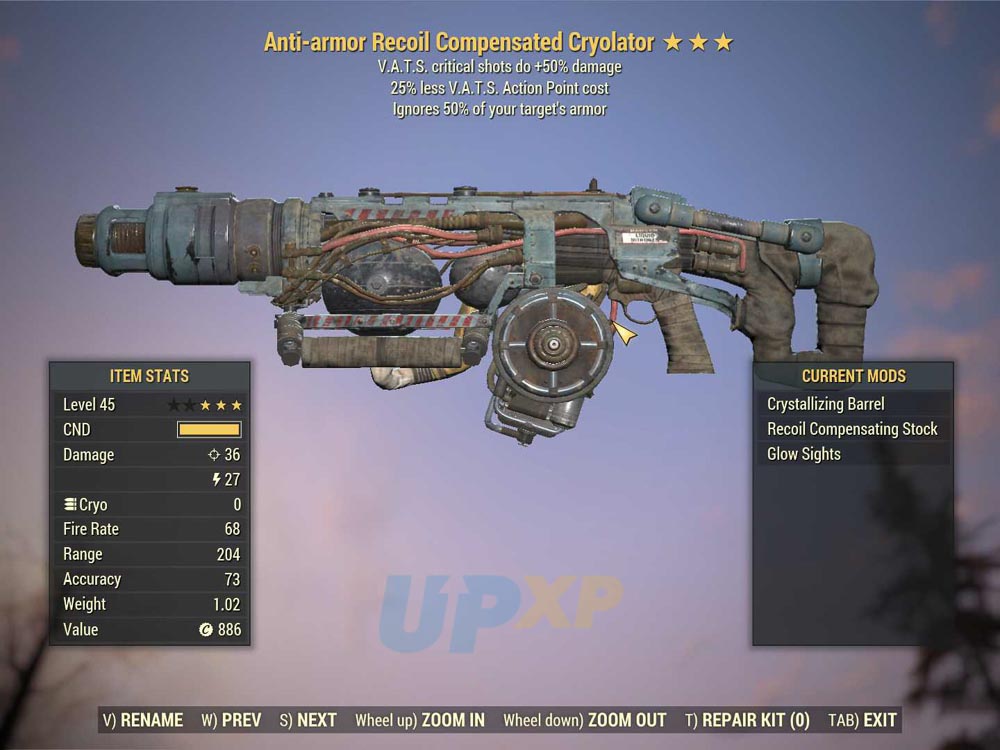 Anti-armor Recoil Compensated Cryolator ★ ★ ★
V.A.T.S. critical shots do +50% damage
25% less V.A.T.S. Action Point cost
Ignores 50% of your target's armor
ITEM STATS
Level 45
CND
Damage 36
27
Cryo 0
Fire Rate 68
Range 204
Accuracy 73
Weight 1.02
Value 886
CURRENT MODS
Crystallizing Barrel
Recoil Compensating Stock
Glow Sights
UPXP
V) RENAME W) PREV S) NEXT Wheel up) ZOOM IN Wheel down) ZOOM OUT T) REPAIR KIT (0) TAB) EXIT